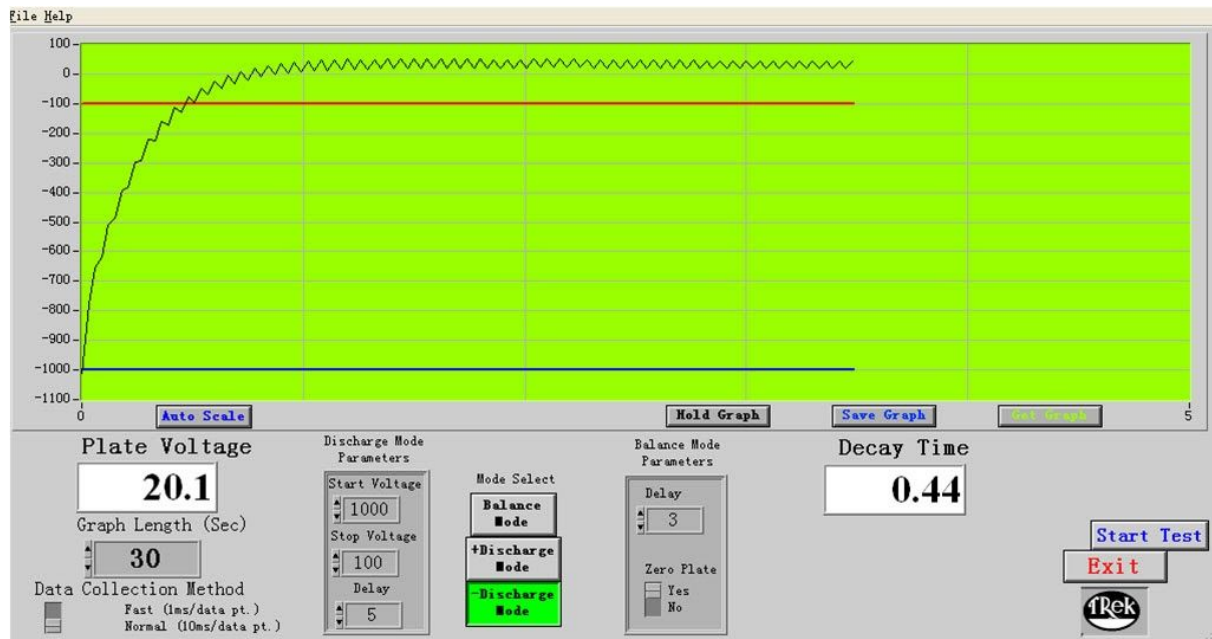 File Help
100
0
-100
-200
-300
-400
-500
-600
-700
-800
-900
-1000
-1100
0
5
Auto Scale
Hold Graph
Save Graph
Get Graph
Plate Voltage
20.1
Graph Length (Sec)
30
Data Collection Method
Fast (1ms/data pt.)
Normal (10ms/data pt.)
Discharge Mode
Parameters
Start Voltage
1000
Stop Voltage
100
Delay
5
Mode Select
Balance
Mode
+Discharge
Mode
-Discharge
Mode
Balance Mode
Parameters
Delay
3
Zero Plate
Yes
No
Decay Time
0.44
Start Test
Exit
TRek